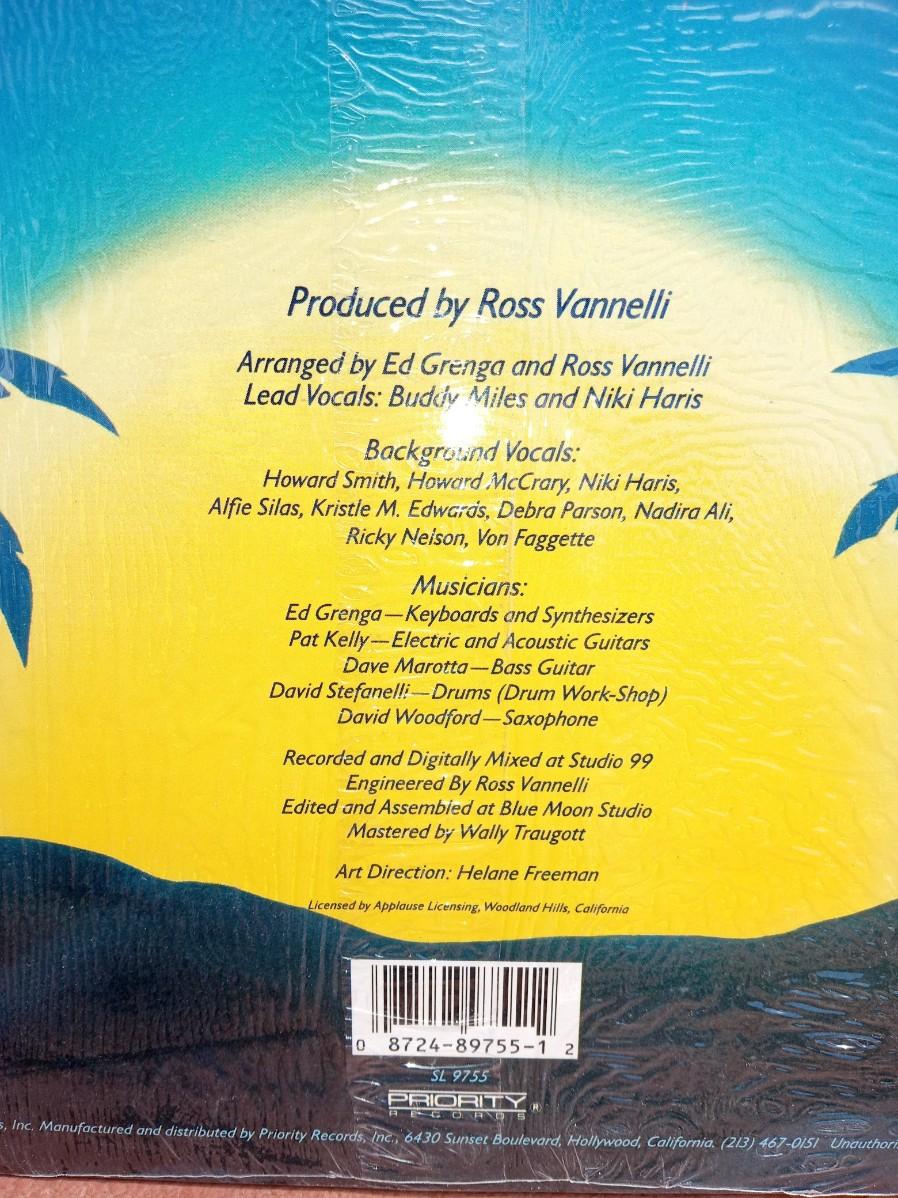 Produced by Ross Vannelli
Arranged by Ed Grenga and Ross Vannelli
Lead Vocals: Buddy Miles and Niki Haris
Background Vocals:
Howard Smith, Howard McCrary, Niki Haris,
Alfie Silas, Kristle M. Edwards, Debra Parson, Nadira Ali,
Ricky Nelson, Von Faggette
Musicians:
Ed Grenga—Keyboards and Synthesizers
Pat Kelly—Electric and Acoustic Guitars
Dave Marotta—Bass Guitar
David Stefanelli—Drums (Drum Work-Shop)
David Woodford—Saxophone
Recorded and Digitally Mixed at Studio 99
Engineered By Ross Vannelli
Edited and Assembled at Blue Moon Studio
Mastered by Wally Traugott
Art Direction: Helane Freeman
Licensed by Applause Licensing, Woodland Hills, California
0 8724-89755-1 2
SL 9755
PRIORITY
RECORDS®
s, Inc. Manufactured and distributed by Priority Records, Inc., 6430 Sunset Boulevard, Hollywood, California. (213) 467-0151 Unauthori